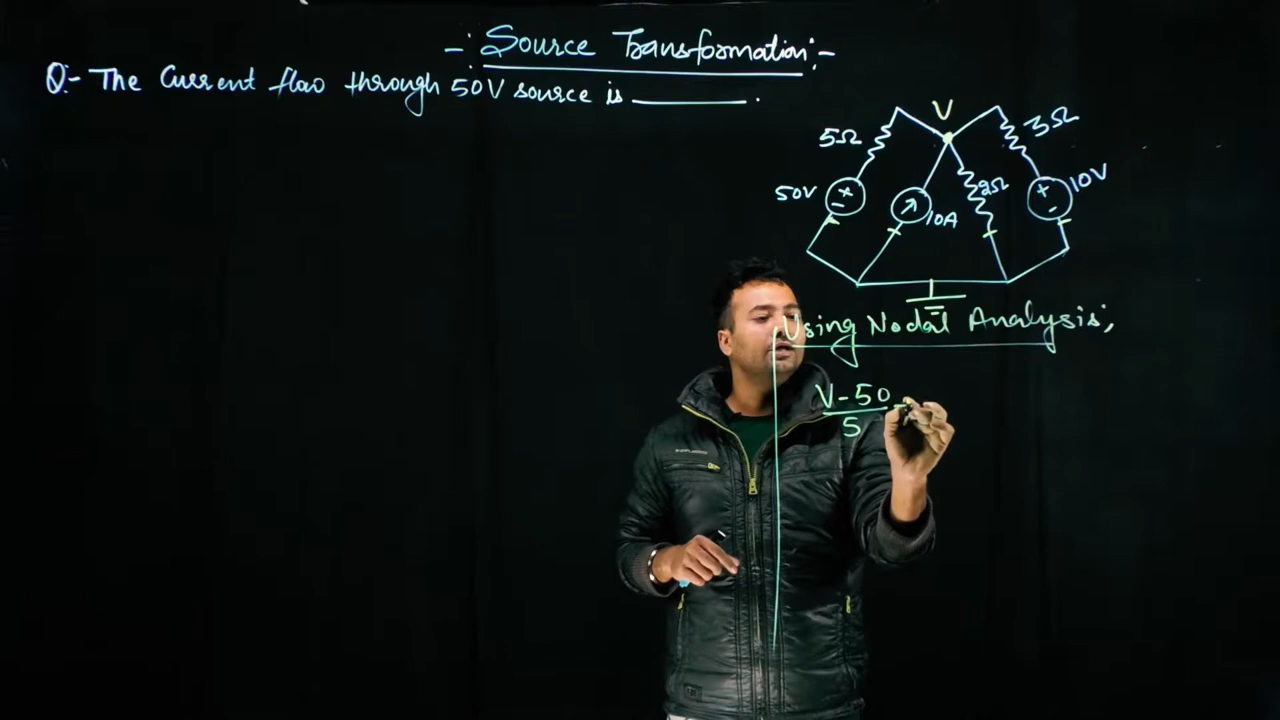 -: Source Transformation:-
Q:- The Current flow through 50V source is ________ .
V
5Ω
3Ω
50V
+
-
10A
2Ω
+
-
10V
Using Nodal Analysis,
V-50
5